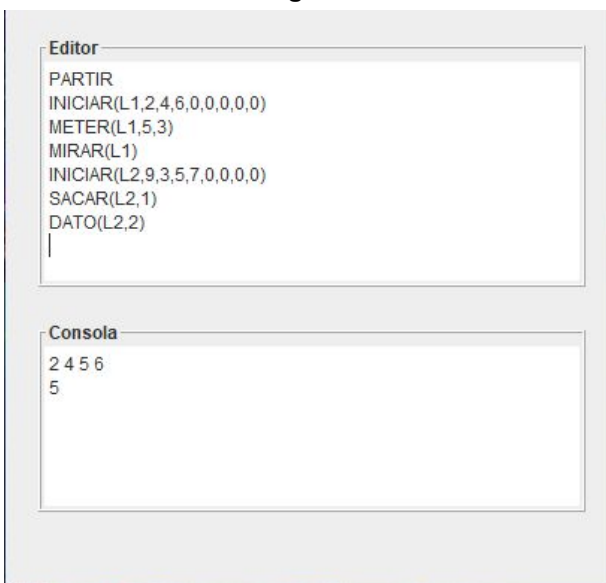 Editor
PARTIR
INICIAR(L1,2,4,6,0,0,0,0,0)
METER(L1,5,3)
MIRAR(L1)
INICIAR(L2,9,3,5,7,0,0,0,0)
SACAR(L2,1)
DATO(L2,2)
Consola
2 4 5 6
5